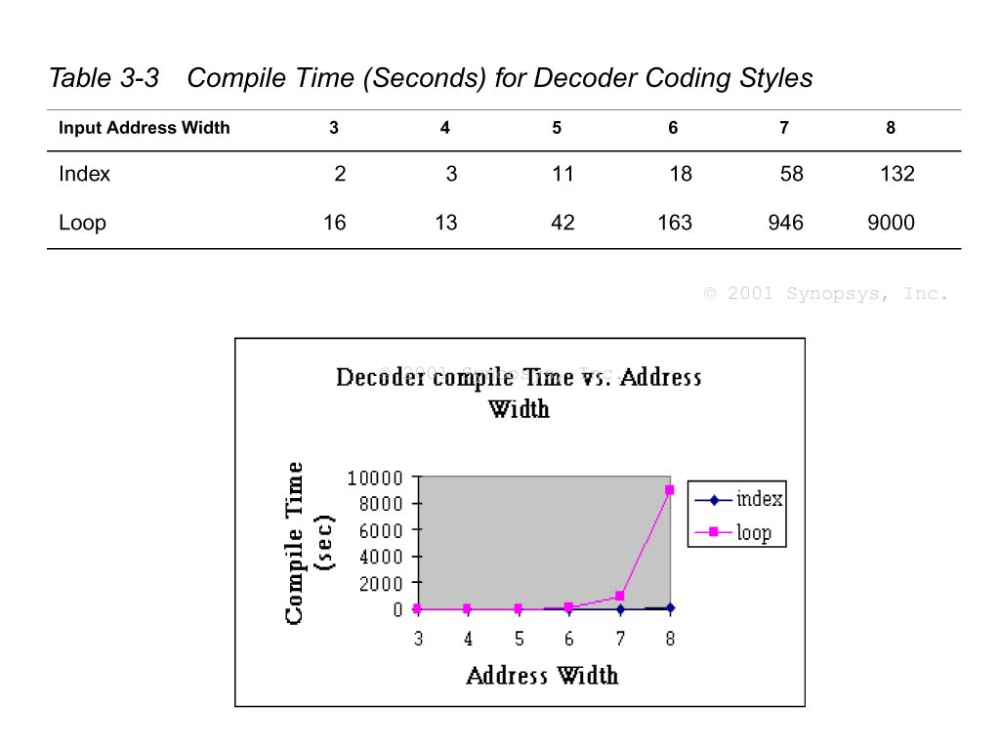 Table 3-3 Compile Time (Seconds) for Decoder Coding Styles
Input Address Width 3 4 5 6 7 8
Index 2 3 11 18 58 132
Loop 16 13 42 163 946 9000
© 2001 Synopsys, Inc.
© 2001 Synopsys, Inc.
Decoder compile Time vs. Address
Width
Compile Time
(sec)
10000
8000
6000
4000
2000
0
3 4 5 6 7 8
Address Width
index
loop